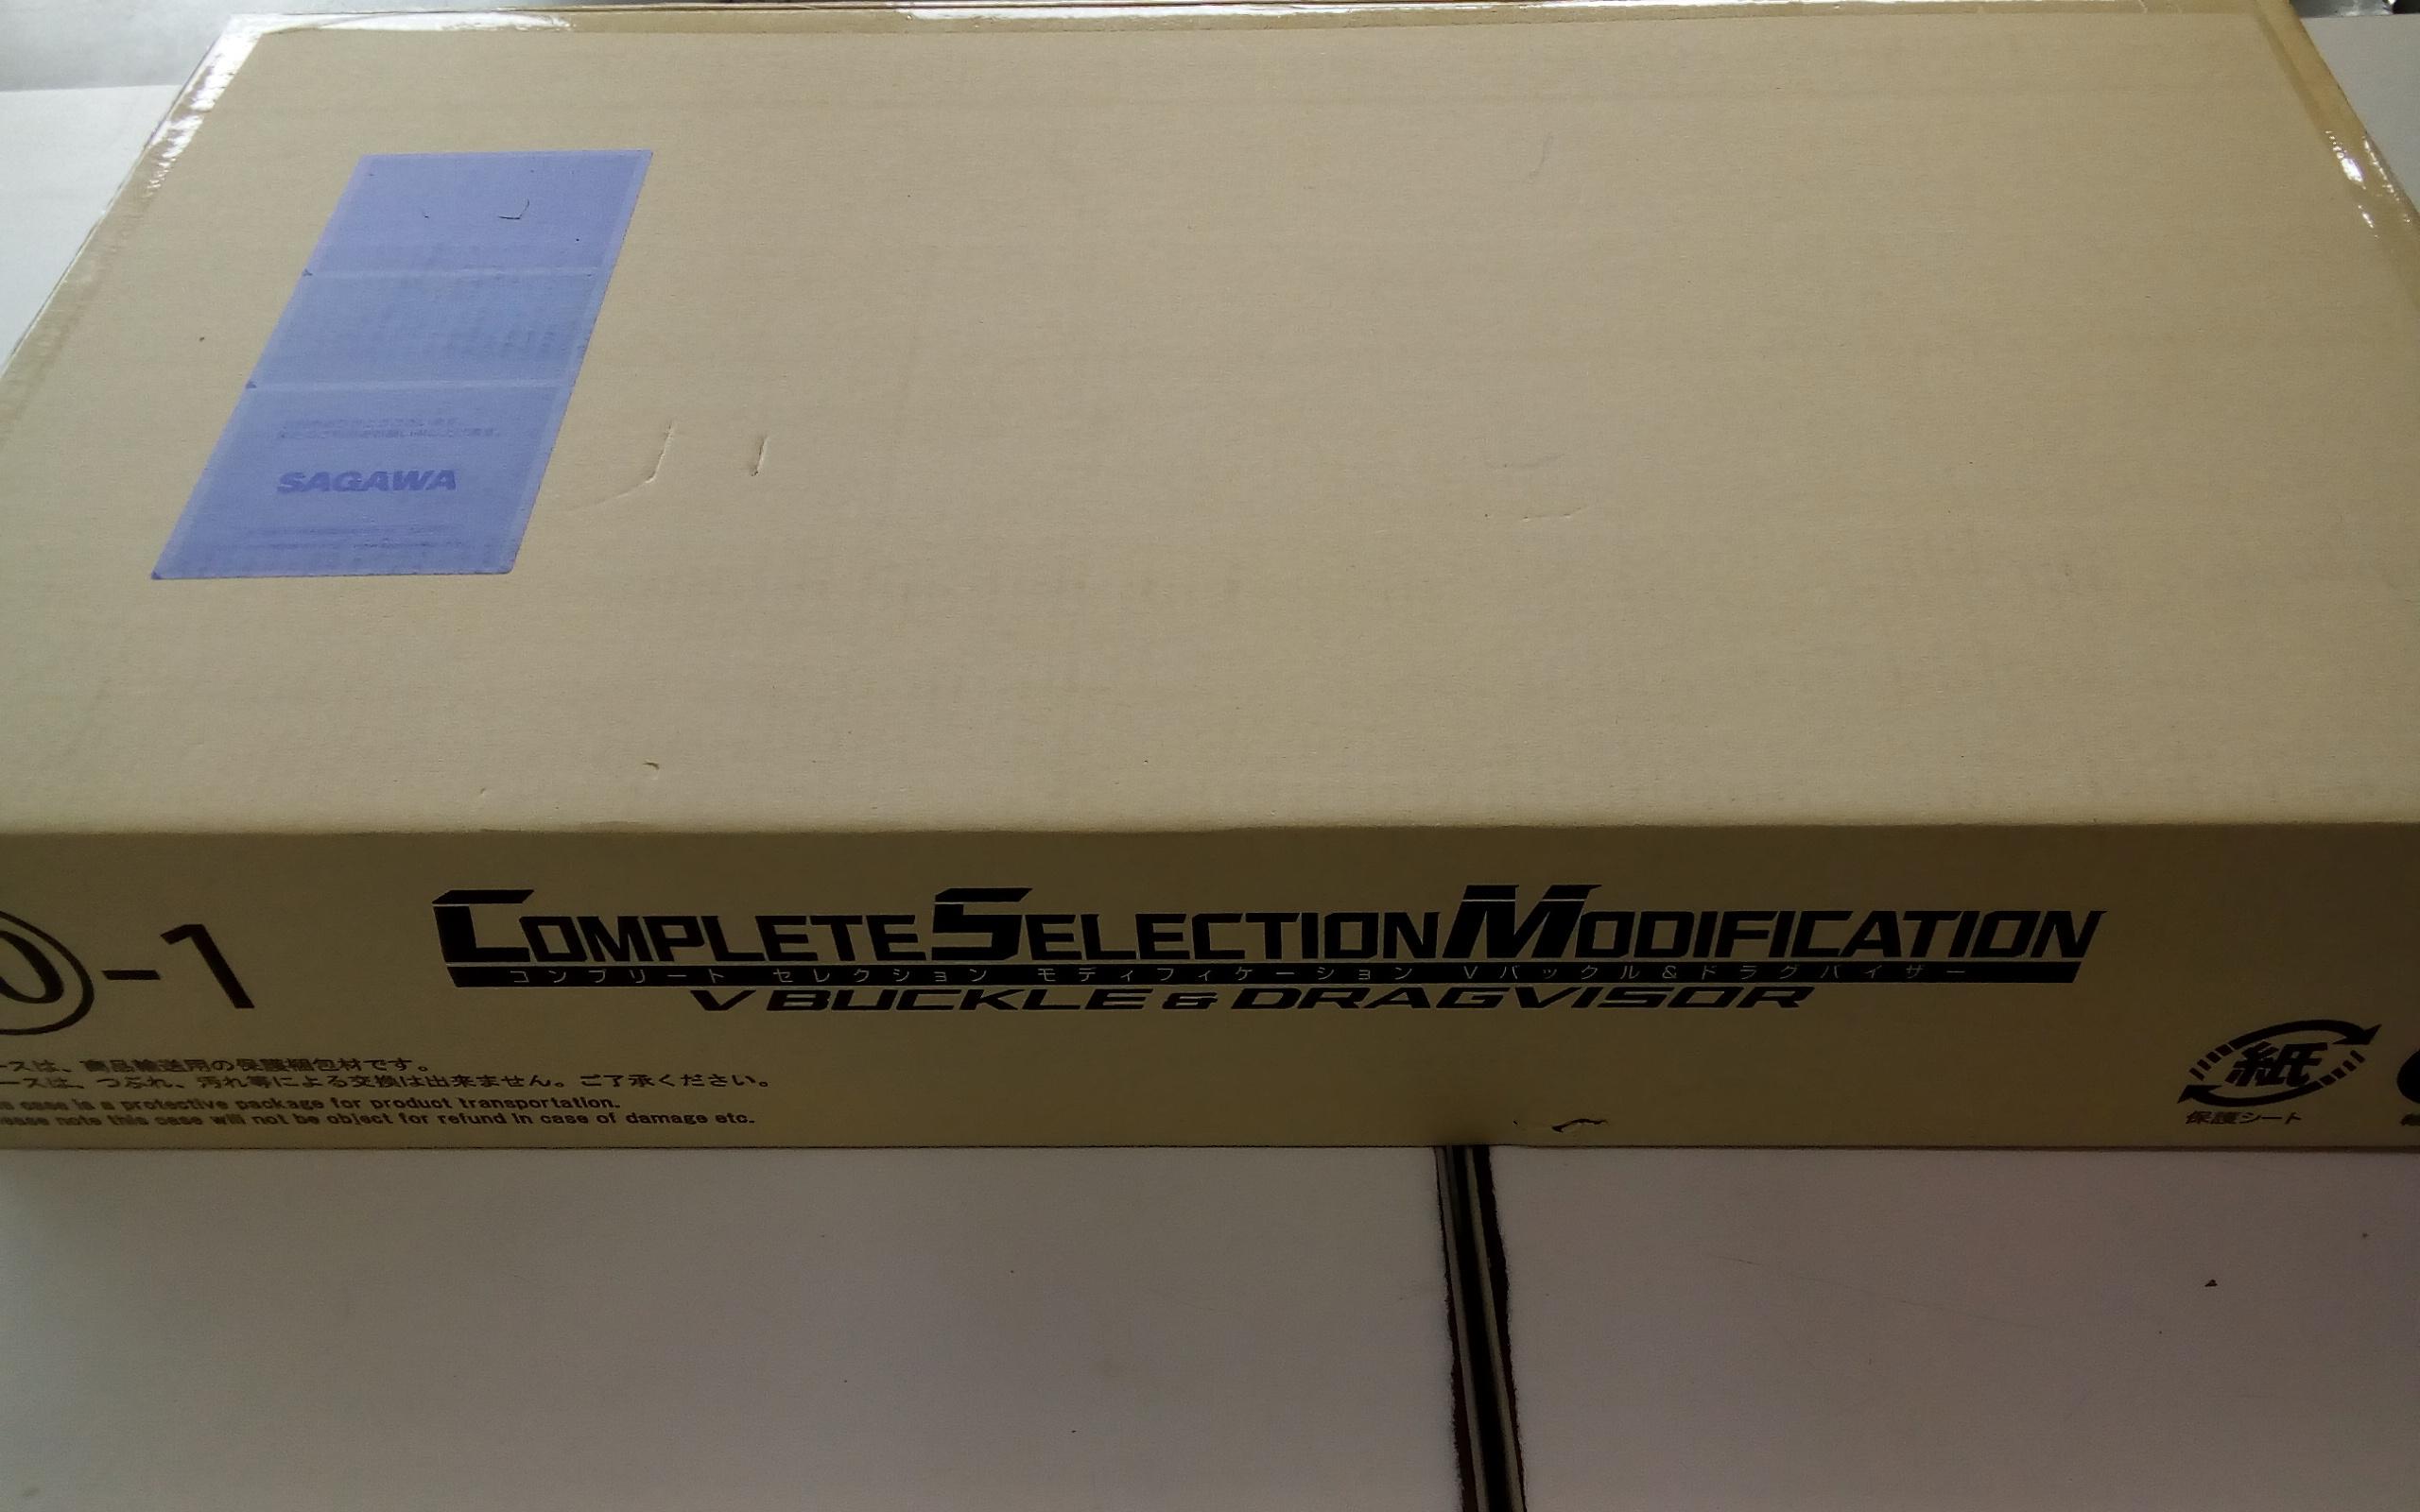 SAGAWA
-1
COMPLETE SELECTION MODIFICATION
コンプリート セレクション モディフィケーション Vバックル&ドラグバイザー
V BUCKLE & DRAGVISOR
ースは、商品輸送用の保護梱包材です。
ースは、つぶれ、汚れ等による交換は出来ません。ご了承ください。
case is a protective package for product transportation.
note this case will not be object for refund in case of damage etc.
紙
保護シート